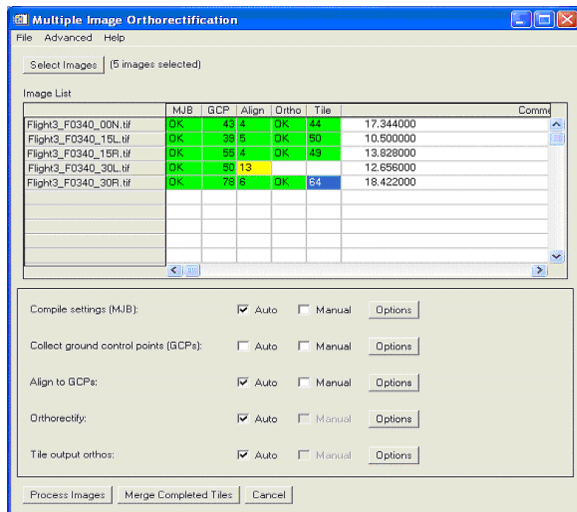 Multiple Image Orthorectification
File Advanced Help
Select Images (5 images selected)
Image List
MJB GCP Align Ortho Tile Comme
Flight3_F0340_00N.tif OK 43 4 OK 44 17.344000
Flight3_F0340_15L.tif OK 39 5 OK 50 10.500000
Flight3_F0340_15R.tif OK 55 4 OK 49 13.828000
Flight3_F0340_30L.tif OK 50 13 12.656000
Flight3_F0340_30R.tif OK 78 6 OK 64 18.422000
Compile settings (MJB): Auto Manual Options
Collect ground control points (GCPs): Auto Manual Options
Align to GCPs: Auto Manual Options
Orthorectify: Auto Manual Options
Tile output orthos: Auto Manual Options
Process Images Merge Completed Tiles Cancel